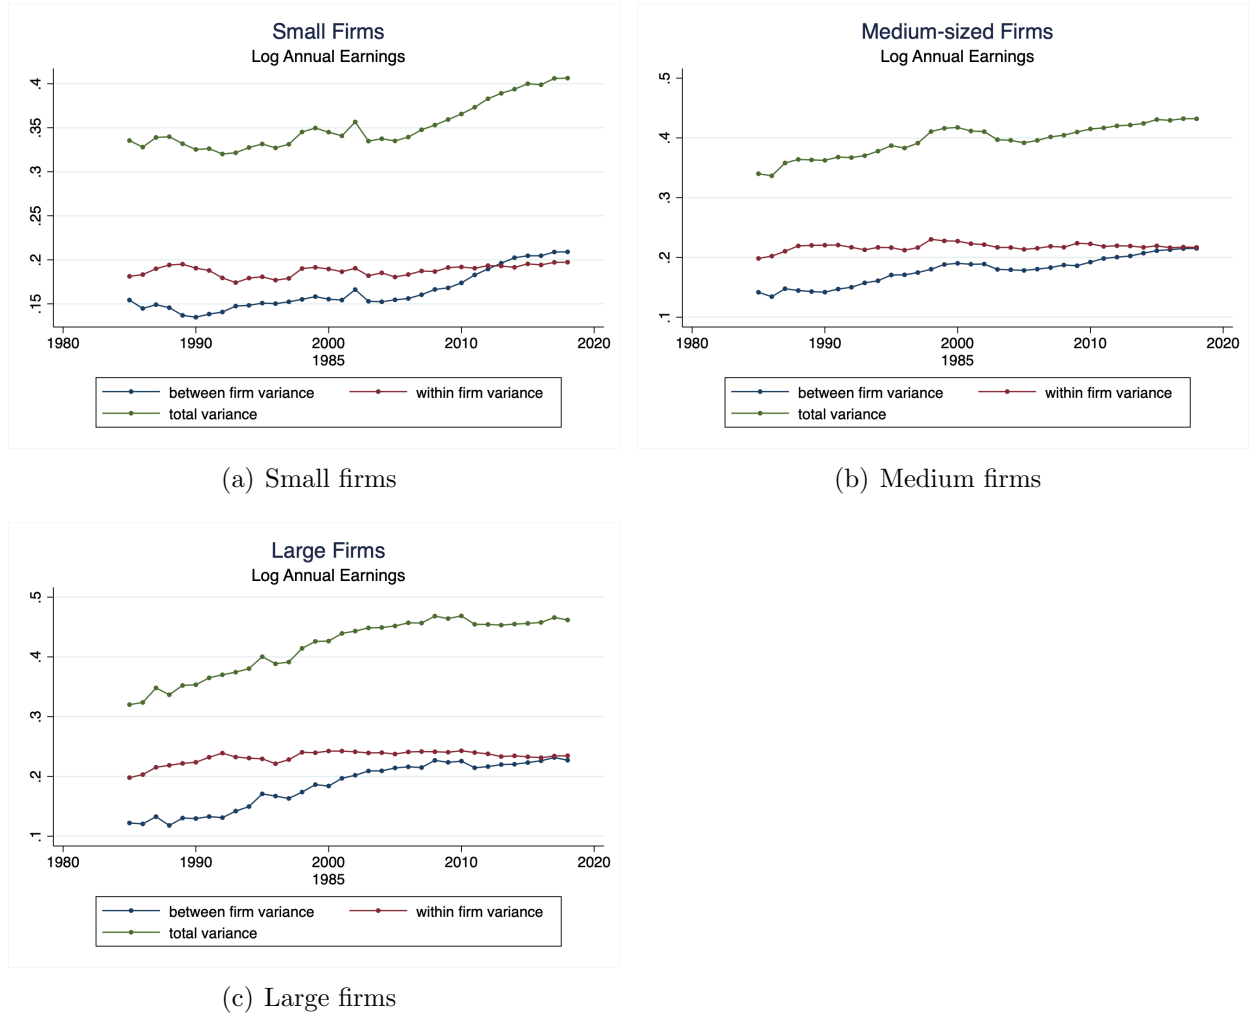 Small Firms
Log Annual Earnings
.4
.35
.3
.25
.2
.15
1980 1990 2000 2010 2020
1985
between firm variance within firm variance
total variance
(a) Small firms
Medium-sized Firms
Log Annual Earnings
.5
.4
.3
.2
.1
1980 1990 2000 2010 2020
1985
between firm variance within firm variance
total variance
(b) Medium firms
Large Firms
Log Annual Earnings
.5
.4
.3
.2
.1
1980 1990 2000 2010 2020
1985
between firm variance within firm variance
total variance
(c) Large firms